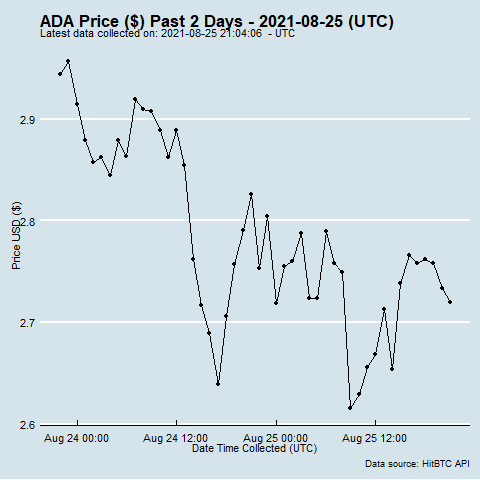 ADA Price ($) Past 2 Days - 2021-08-25 (UTC)
Latest data collected on: 2021-08-25 21:04:06 - UTC
2.9
2.8
2.7
2.6
Price USD ($)
Aug 24 00:00 Aug 24 12:00 Aug 25 00:00 Aug 25 12:00
Date Time Collected (UTC)
Data source: HitBTC API